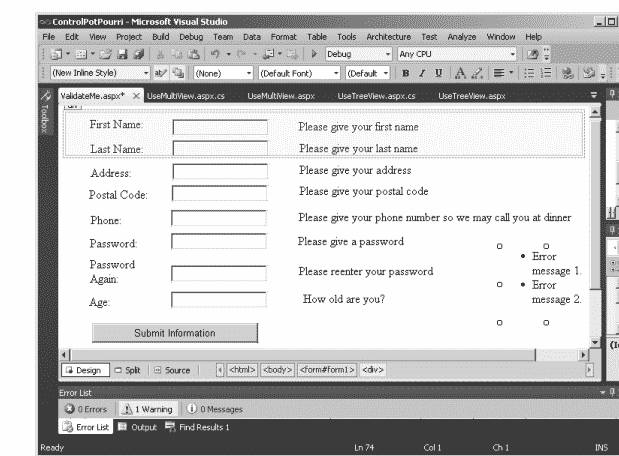 ControlPotPourri - Microsoft Visual Studio
File Edit View Project Build Debug Team Data Format Table Tools Architecture Test Analyze Window Help
Debug Any CPU
(New Inline Style) (None) (Default Font) (Default B I U A
ValidateMe.aspx* UseMultiView.aspx.cs UseMultiView.aspx UseTreeView.aspx.cs UseTreeView.aspx
Toolbox
First Name: Please give your first name
Last Name: Please give your last name
Address: Please give your address
Postal Code: Please give your postal code
Phone: Please give your phone number so we may call you at dinner
Password: Please give a password
Password
Again: Please reenter your password
Age: How old are you?
• Error
message 1.
• Error
message 2.
Submit Information
Design Split Source <html> <body> <form#form1> <div>
Error List
0 Errors 1 Warning 0 Messages
Error List Output Find Results 1
Ready Ln 74 Col 1 Ch 1 INS